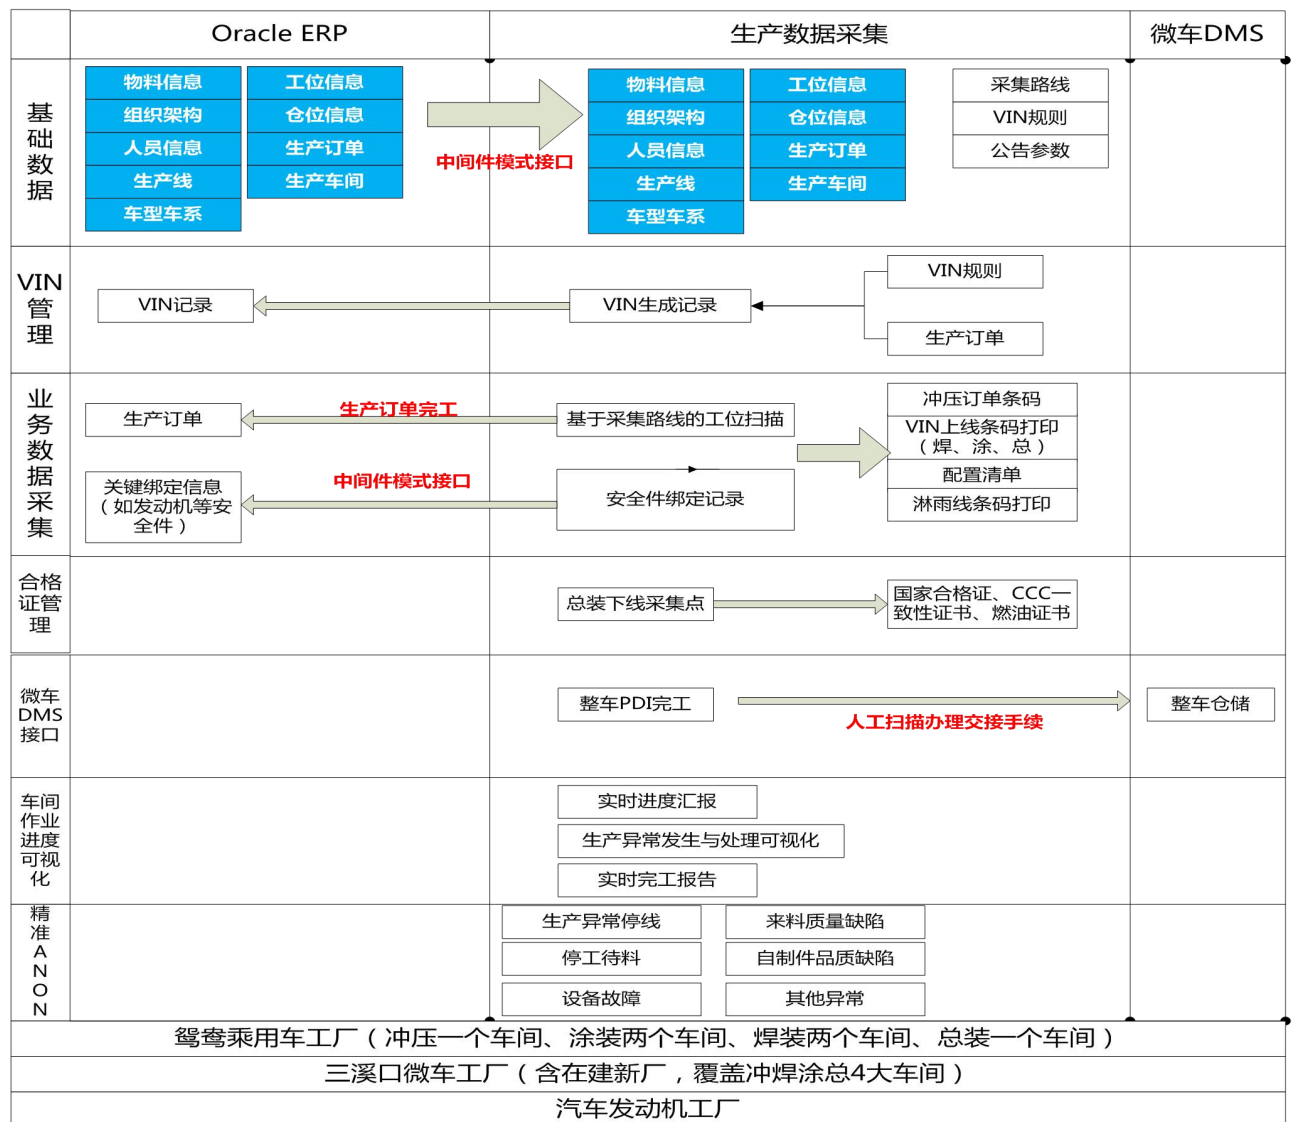 Oracle ERP
生产数据采集
微车DMS
基
础
数
据
物料信息
工位信息
组织架构
仓位信息
人员信息
生产订单
生产线
生产车间
车型车系
中间件模式接口
物料信息
工位信息
组织架构
仓位信息
人员信息
生产订单
生产线
生产车间
车型车系
采集路线
VIN规则
公告参数
VIN
管
理
VIN记录
VIN生成记录
VIN规则
生产订单
业
务
数
据
采
集
生产订单
生产订单完工
基于采集路线的工位扫描
关键绑定信息
（如发动机等安
全件）
中间件模式接口
安全件绑定记录
冲压订单条码
VIN上线条码打印
（焊、涂、总）
配置清单
淋雨线条码打印
合格
证管
理
总装下线采集点
国家合格证、CCC一
致性证书、燃油证书
微车
DMS
接口
整车PDI完工
人工扫描办理交接手续
整车仓储
车间
作业
进度
可视
化
实时进度汇报
生产异常发生与处理可视化
实时完工报告
精
准
A
N
O
N
生产异常停线
来料质量缺陷
停工待料
自制件品质缺陷
设备故障
其他异常
鸳鸯乘用车工厂（冲压一个车间、涂装两个车间、焊装两个车间、总装一个车间）
三溪口微车工厂（含在建新厂，覆盖冲焊涂总4大车间）
汽车发动机工厂